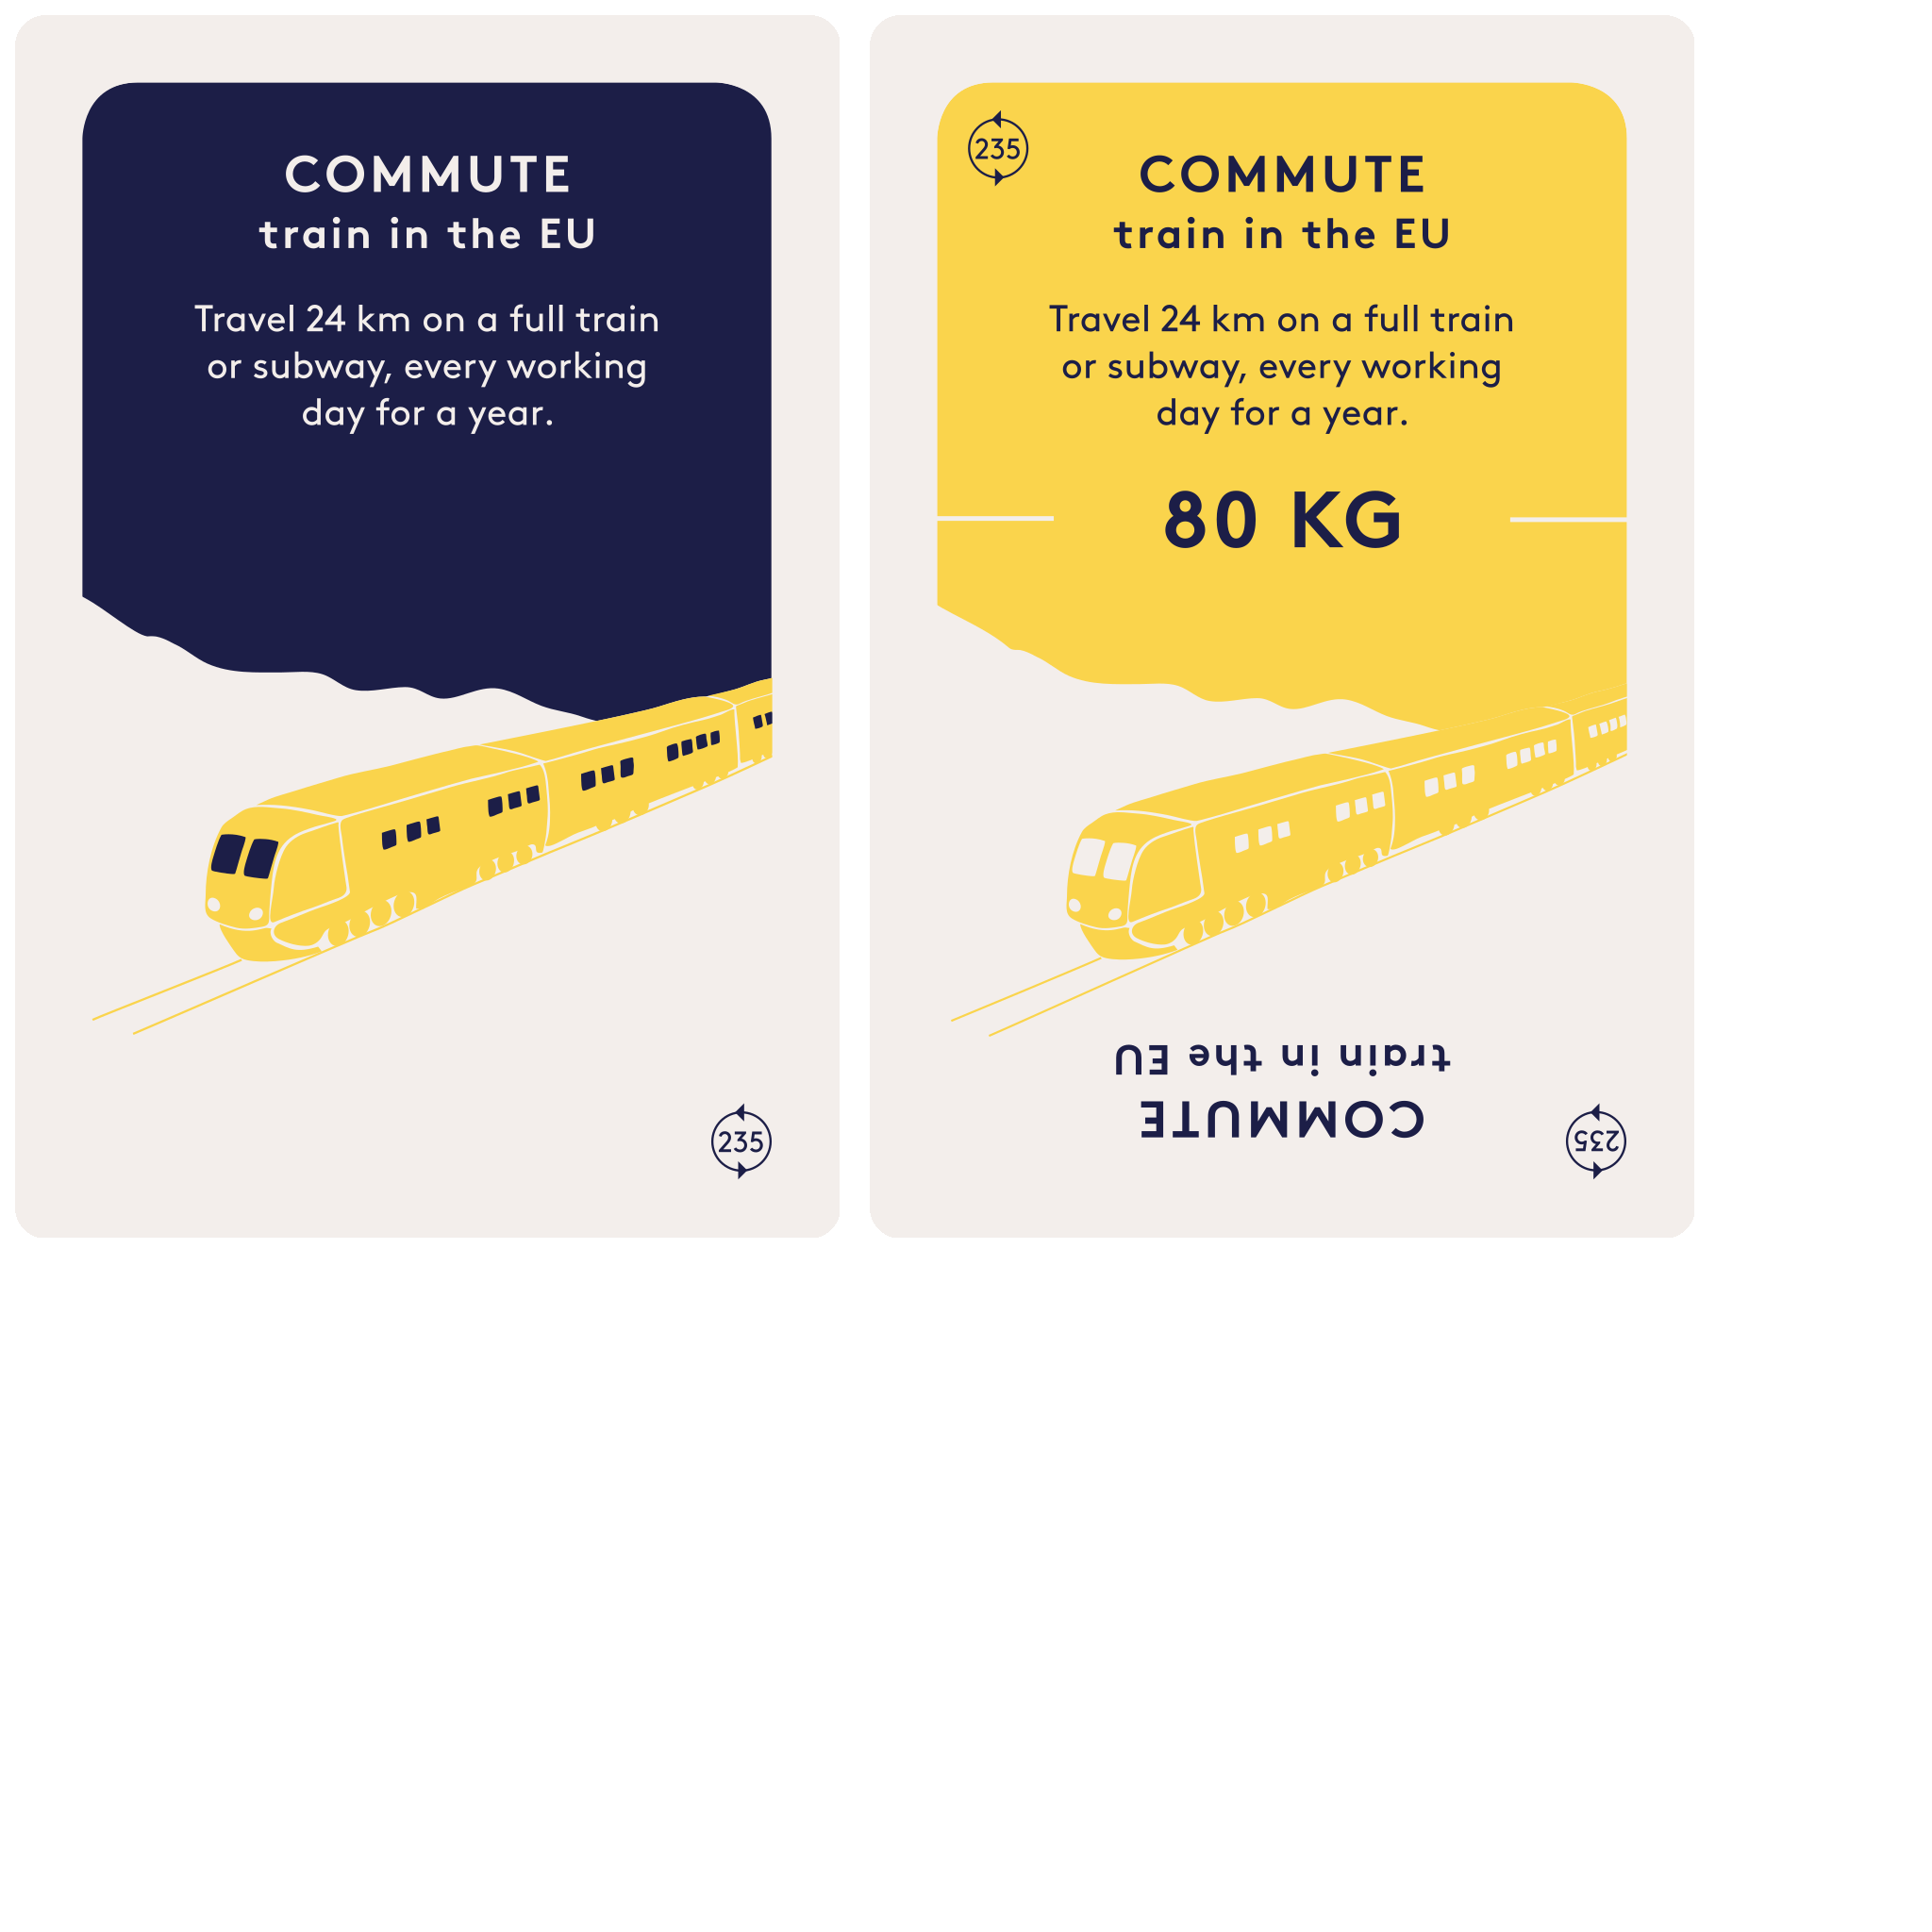 COMMUTE
train in the EU
Travel 24 km on a full train
or subway, every working
day for a year.
235
235
COMMUTE
train in the EU
Travel 24 km on a full train
or subway, every working
day for a year.
80 KG
COMMUTE
train in the EU
235